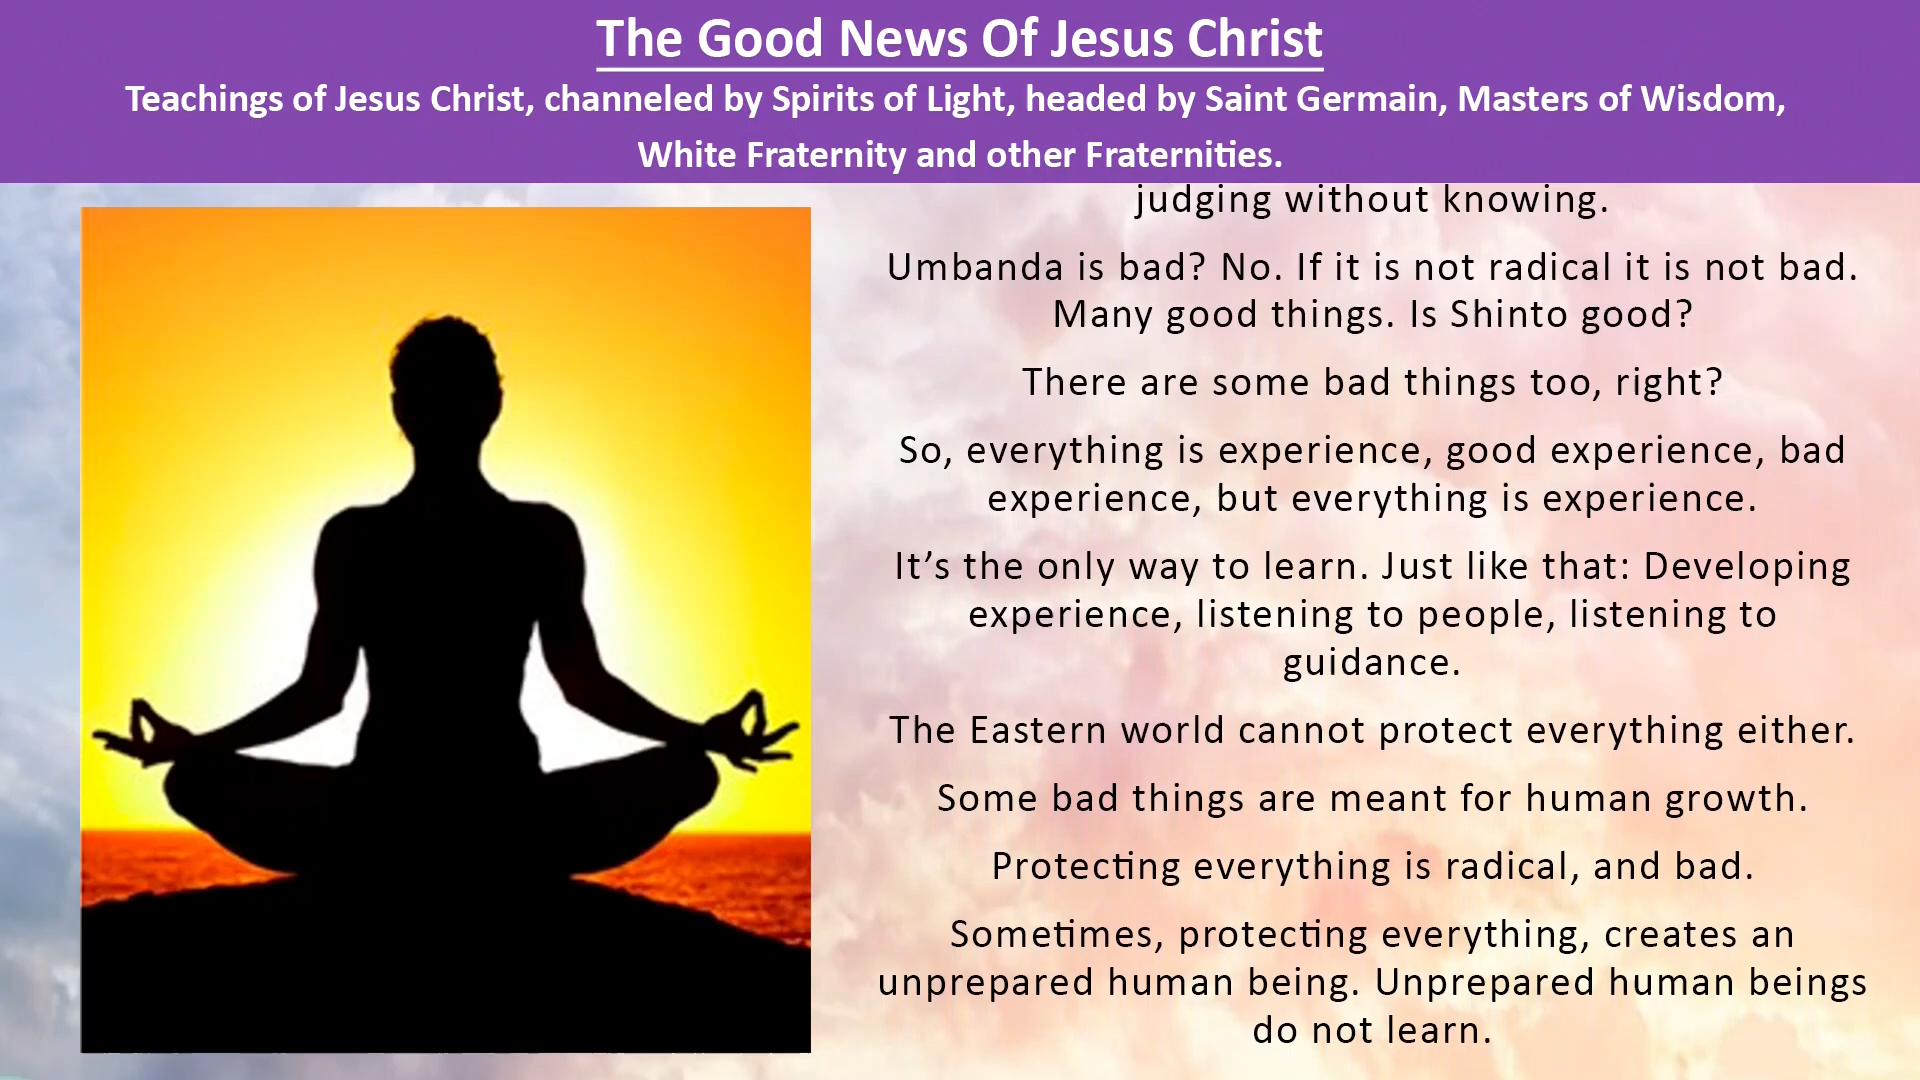 The Good News Of Jesus Christ
Teachings of Jesus Christ, channeled by Spirits of Light, headed by Saint Germain, Masters of Wisdom,
White Fraternity and other Fraternities.
judging without knowing.
Umbanda is bad? No. If it is not radical it is not bad.
Many good things. Is Shinto good?
There are some bad things too, right?
So, everything is experience, good experience, bad
experience, but everything is experience.
It’s the only way to learn. Just like that: Developing
experience, listening to people, listening to
guidance.
The Eastern world cannot protect everything either.
Some bad things are meant for human growth.
Protecting everything is radical, and bad.
Sometimes, protecting everything, creates an
unprepared human being. Unprepared human beings
do not learn.